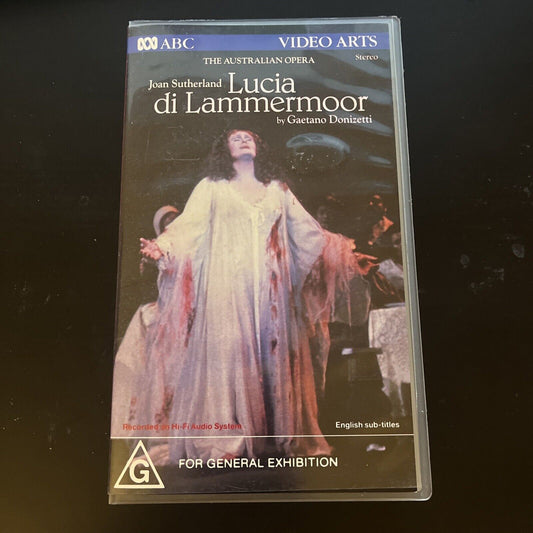 ABC VIDEO ARTS
THE AUSTRALIAN OPERA
Stereo
Joan Sutherland Lucia
di Lammermoor
by Gaetano Donizetti
Recorded on Hi-Fi Audio System
English sub-titles
G FOR GENERAL EXHIBITION